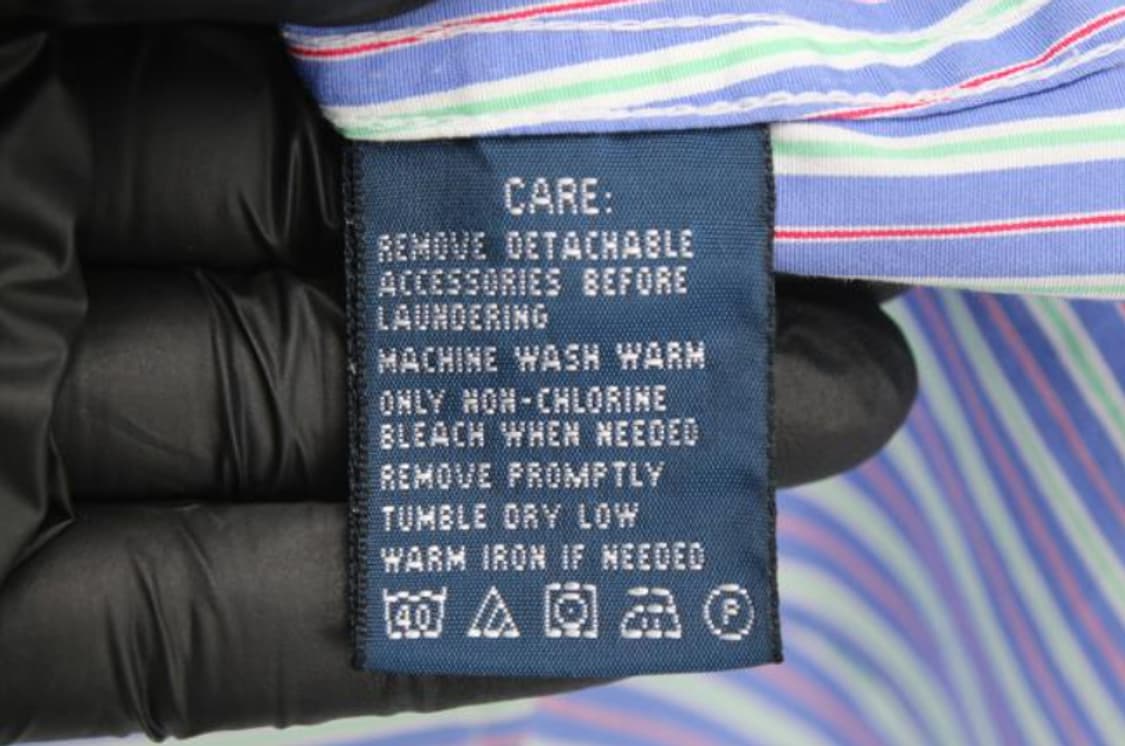 CARE:
REMOVE DETACHABLE
ACCESSORIES BEFORE
LAUNDERING
MACHINE WASH WARM
ONLY NON-CHLORINE
BLEACH WHEN NEEDED
REMOVE PROMPTLY
TUMBLE DRY LOW
WARM IRON IF NEEDED
40 P